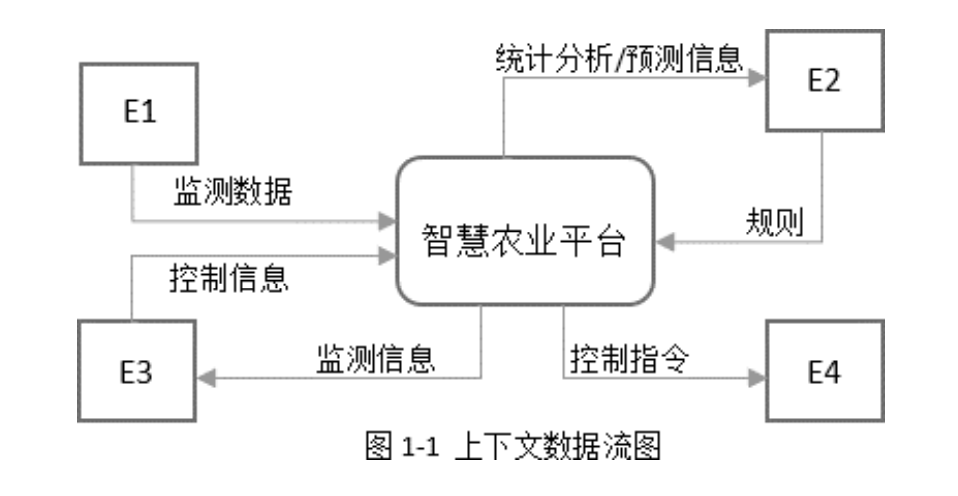 统计分析/预测信息
E1
E2
监测数据
规则
智慧农业平台
控制信息
监测信息
控制指令
E3
E4
图 1-1 上下文数据流图